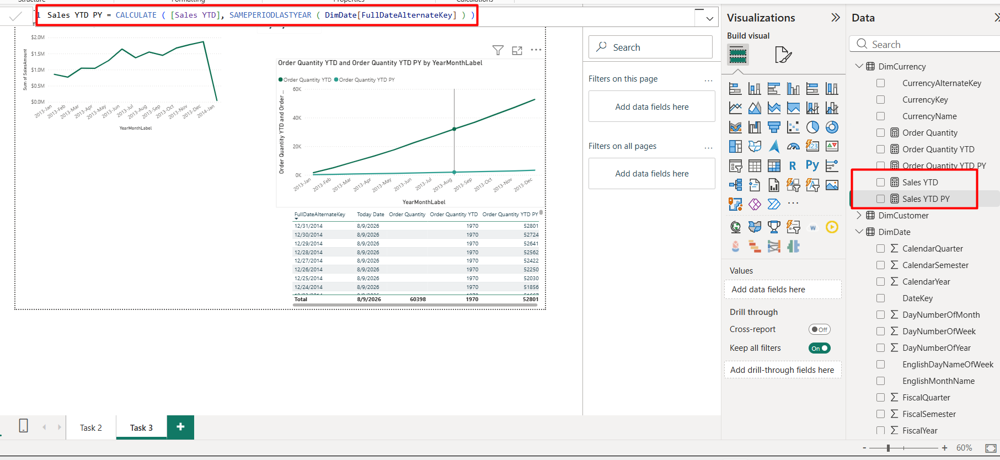 Structure
Formatting
Properties
Calculations
1 Sales YTD PY = CALCULATE ( [Sales YTD], SAMEPERIODLASTYEAR ( DimDate[FullDateAlternateKey] ) )
$2.0M
$1.5M
$1.0M
$0.5M
$0.0M
Sum of SalesAmount
2013-Jan
2013-Feb
2013-Mar
2013-Apr
2013-May
2013-Jun
2013-Jul
2013-Aug
2013-Sep
2013-Oct
2013-Nov
2013-Dec
2014-Jan
YearMonthLabel
Order Quantity YTD and Order Quantity YTD PY by YearMonthLabel
Order Quantity YTD Order Quantity YTD PY
60K
40K
20K
0K
Order Quantity YTD and Order ...
2013-Jan
2013-Feb
2013-Mar
2013-Apr
2013-May
2013-Jun
2013-Jul
2013-Aug
2013-Sep
2013-Oct
2013-Nov
2013-Dec
YearMonthLabel
FullDateAlternateKey Today Date Order Quantity Order Quantity YTD Order Quantity YTD PY
12/31/2014 8/9/2026 1970 52801
12/30/2014 8/9/2026 1970 52724
12/29/2014 8/9/2026 1970 52641
12/28/2014 8/9/2026 1970 52562
12/27/2014 8/9/2026 1970 52422
12/26/2014 8/9/2026 1970 52250
12/25/2014 8/9/2026 1970 52030
12/24/2014 8/9/2026 1970 51856
Total 8/9/2026 60398 1970 52801
Task 2
Task 3
+
Search
Filters on this page ...
Add data fields here
Filters on all pages ...
Add data fields here
Visualizations
Build visual
123
R
Py
...
W
Values
Add data fields here
Drill through
Cross-report Off
Keep all filters On
Add drill-through fields here
Data
Search
DimCurrency
CurrencyAlternateKey
CurrencyKey
CurrencyName
Order Quantity
Order Quantity YTD
Order Quantity YTD PY
Sales YTD
Sales YTD PY
DimCustomer
DimDate
CalendarQuarter
CalendarSemester
CalendarYear
DateKey
DayNumberOfMonth
DayNumberOfWeek
DayNumberOfYear
EnglishDayNameOfWeek
EnglishMonthName
FiscalQuarter
FiscalSemester
FiscalYear
- + 60%